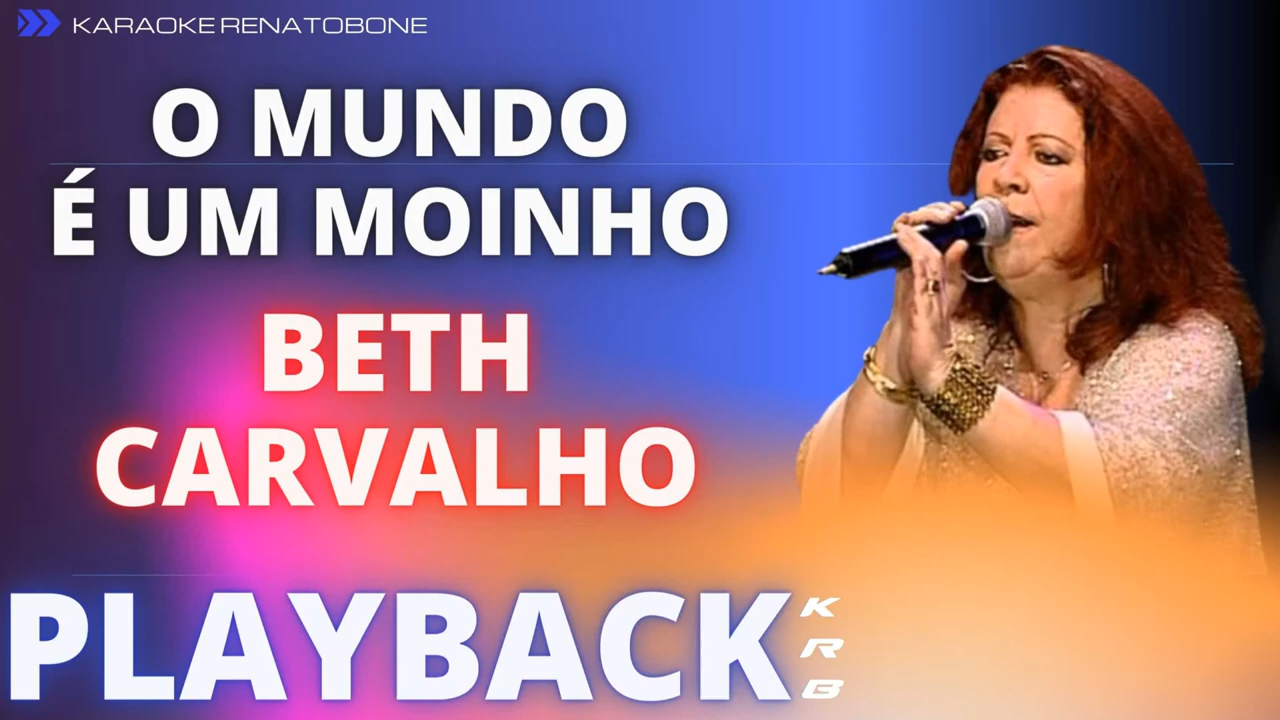 KARAOKE RENATOBONE
O MUNDO
É UM MOINHO
BETH
CARVALHO
PLAYBACK
K
R
B